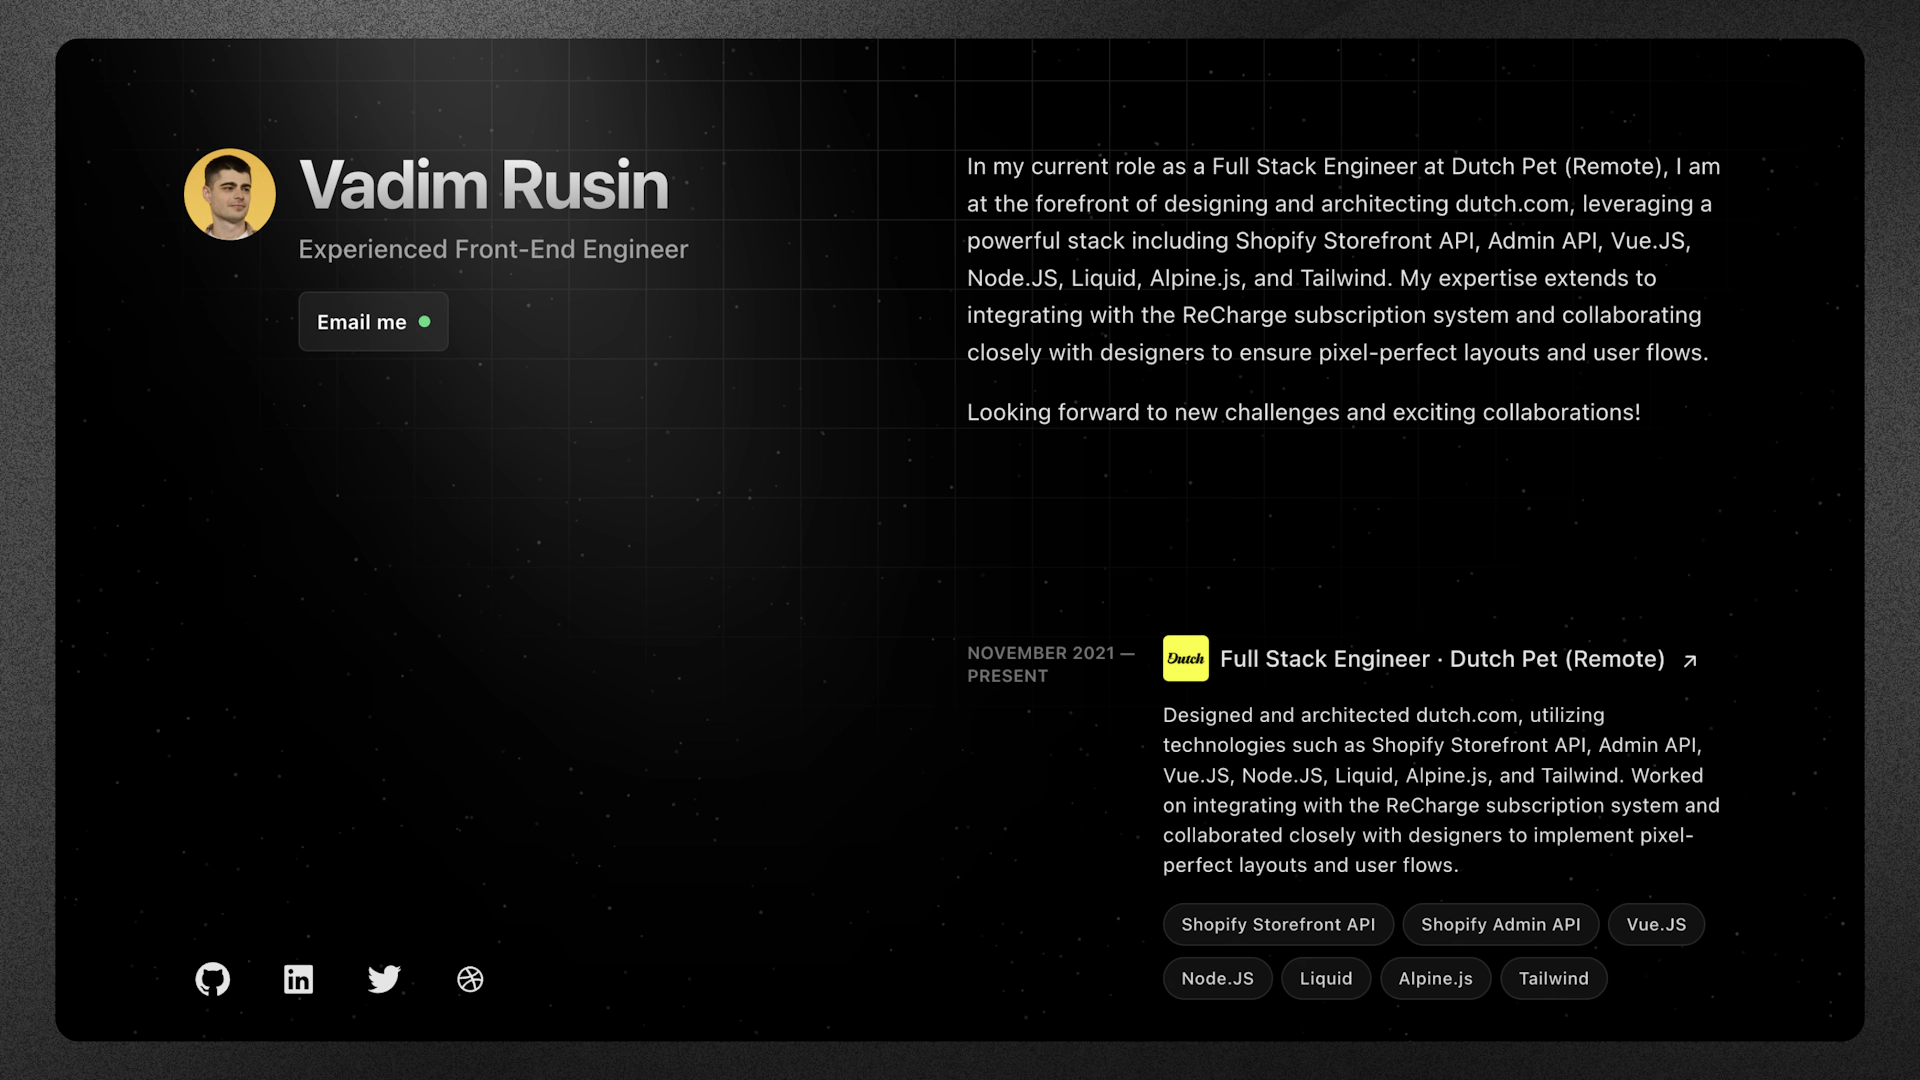 Vadim Rusin
Experienced Front-End Engineer
Email me
In my current role as a Full Stack Engineer at Dutch Pet (Remote), I am
at the forefront of designing and architecting dutch.com, leveraging a
powerful stack including Shopify Storefront API, Admin API, Vue.JS,
Node.JS, Liquid, Alpine.js, and Tailwind. My expertise extends to
integrating with the ReCharge subscription system and collaborating
closely with designers to ensure pixel-perfect layouts and user flows.
Looking forward to new challenges and exciting collaborations!
NOVEMBER 2021 —
PRESENT
Dutch
Full Stack Engineer · Dutch Pet (Remote)
Designed and architected dutch.com, utilizing
technologies such as Shopify Storefront API, Admin API,
Vue.JS, Node.JS, Liquid, Alpine.js, and Tailwind. Worked
on integrating with the ReCharge subscription system and
collaborated closely with designers to implement pixel-
perfect layouts and user flows.
Shopify Storefront API
Shopify Admin API
Vue.JS
Node.JS
Liquid
Alpine.js
Tailwind
in